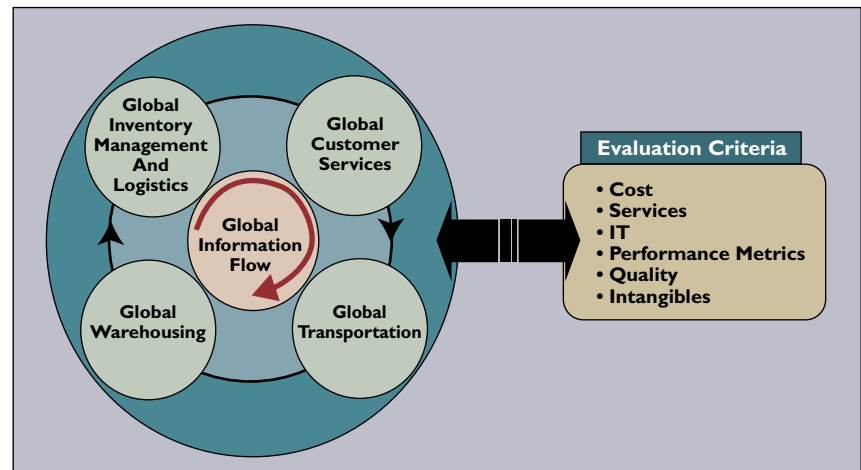 Global
Inventory
Management
And
Logistics
Global
Customer
Services
Global
Information
Flow
Global
Warehousing
Global
Transportation
Evaluation Criteria
• Cost
• Services
• IT
• Performance Metrics
• Quality
• Intangibles